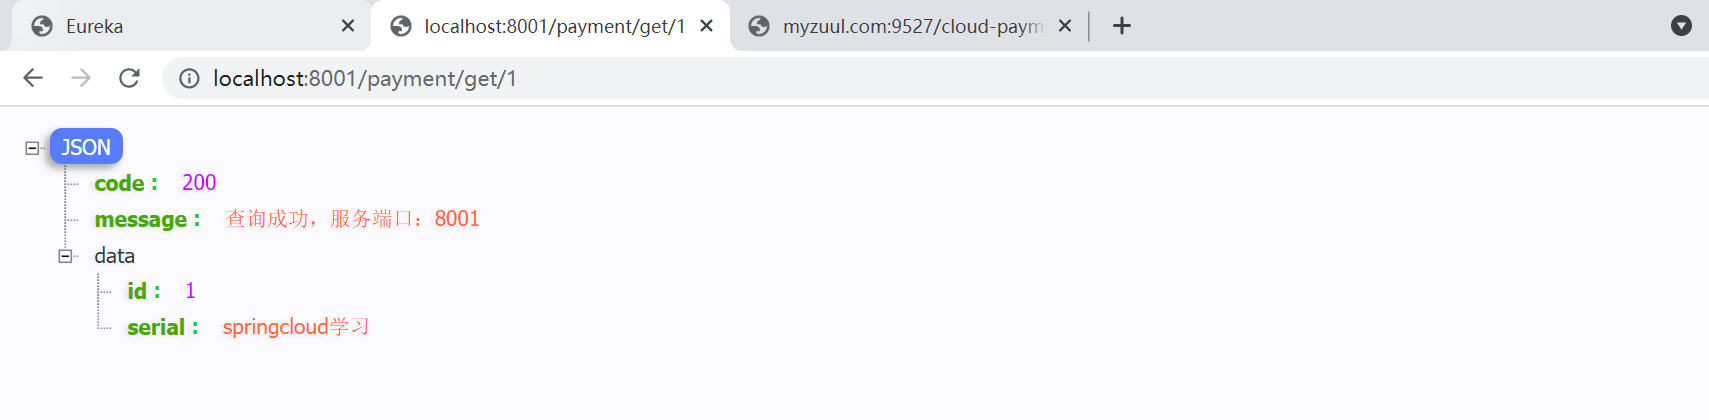 Eureka
localhost:8001/payment/get/1
myzuul.com:9527/cloud-paym
localhost:8001/payment/get/1
JSON
code : 200
message : 查询成功，服务端口：8001
data
id : 1
serial : springcloud学习